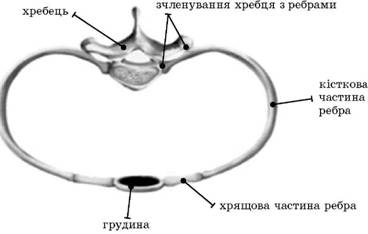 хребець
зчленування хребця з ребрами
кісткова
частина
ребра
хрящова частина ребра
грудина